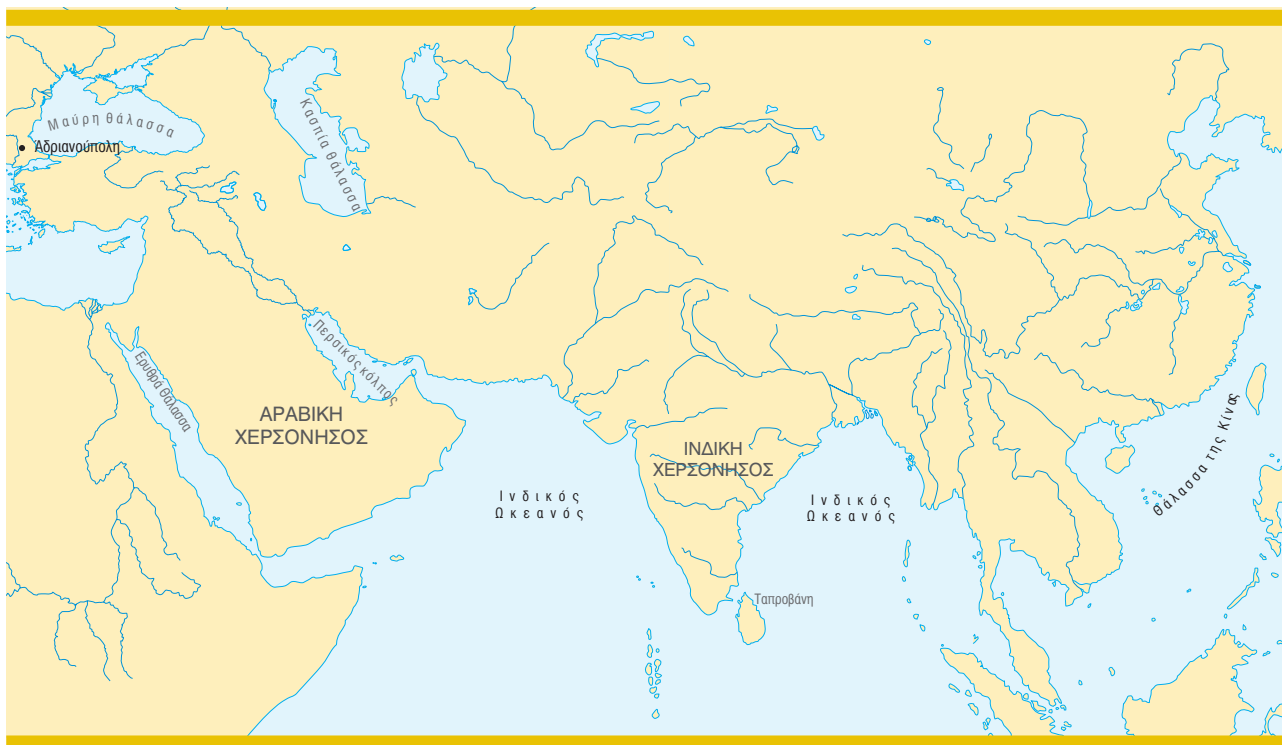 Μαύρη θάλασσα
Αδριανούπολη
Κασπία θάλασσα
Περσικός κόλπος
Ερυθρά θάλασσα
ΑΡΑΒΙΚΗ
ΧΕΡΣΟΝΗΣΟΣ
ΙΝΔΙΚΗ
ΧΕΡΣΟΝΗΣΟΣ
Ινδικός
Ωκεανός
Ινδικός
Ωκεανός
θάλασσα της Κίνας
Ταπροβάνη